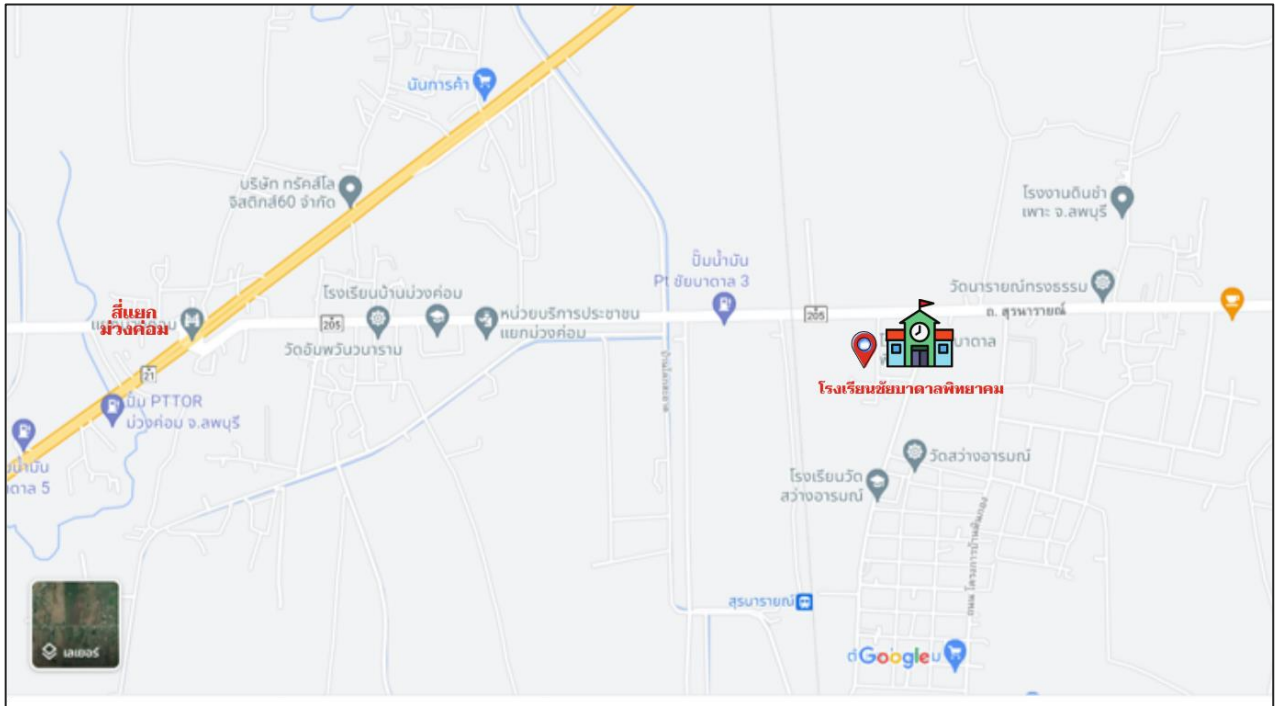 นันการค้า
บริษัท ทรัคส์โล
จิสติกส์60 จำกัด
โรงงานดินชำ
เพาะ จ.ลพบุรี
ปั๊มน้ำมัน
Pt ชัยบาดาล 3
วัดนารายณ์ทรงธรรม
โรงเรียนบ้านม่วงค่อม
สี่แยก
ม่วงค่อม
205
หน่วยบริการประชาชน
แยกม่วงค่อม
205
ถ. สุรนารายณ์
วัดอัมพวันวนาราม
บาดาล
21
โรงเรียนชัยบาดาลพิทยาคม
ปั๊ม PTTOR
ม่วงค่อม จ.ลพบุรี
วัดสว่างอารมณ์
โรงเรียนวัด
สว่างอารมณ์
ดาล 5
สุรนารายณ์
เลเยอร์
Google